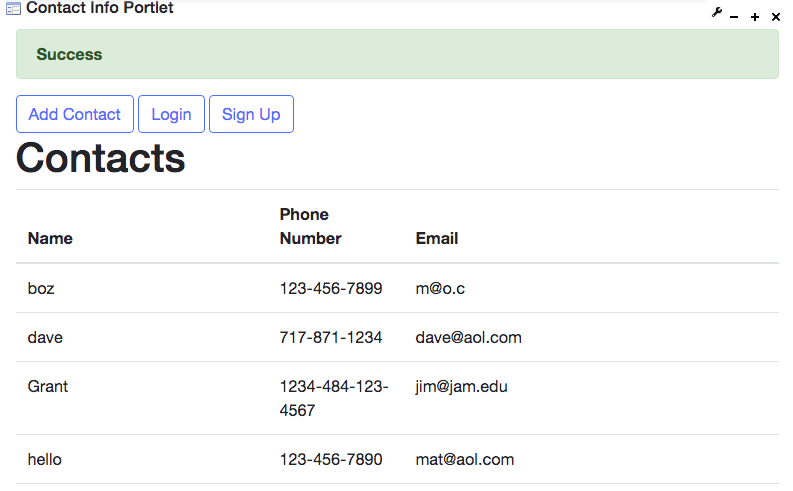 Contact Info Portlet
Success
Add Contact Login Sign Up
Contacts
Name Phone Number Email
boz 123-456-7899 m@o.c
dave 717-871-1234 dave@aol.com
Grant 1234-484-123-4567 jim@jam.edu
hello 123-456-7890 mat@aol.com